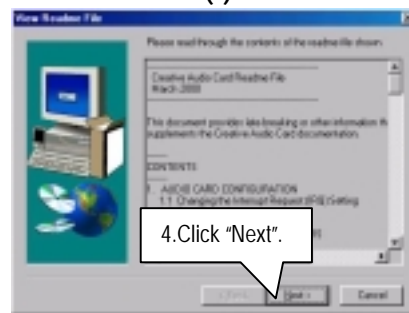 View Readme File
Please read through the contents of the readme file shown.
Creative Audio Card Readme File
March 2000
This document provides late-breaking or other information th
supplements the Creative Audio Card documentation.
CONTENTS
1. AUDIO CARD CONFIGURATION
1.1 Changing the Interrupt Request (IRQ) Setting
4.Click "Next".
Next >
Cancel